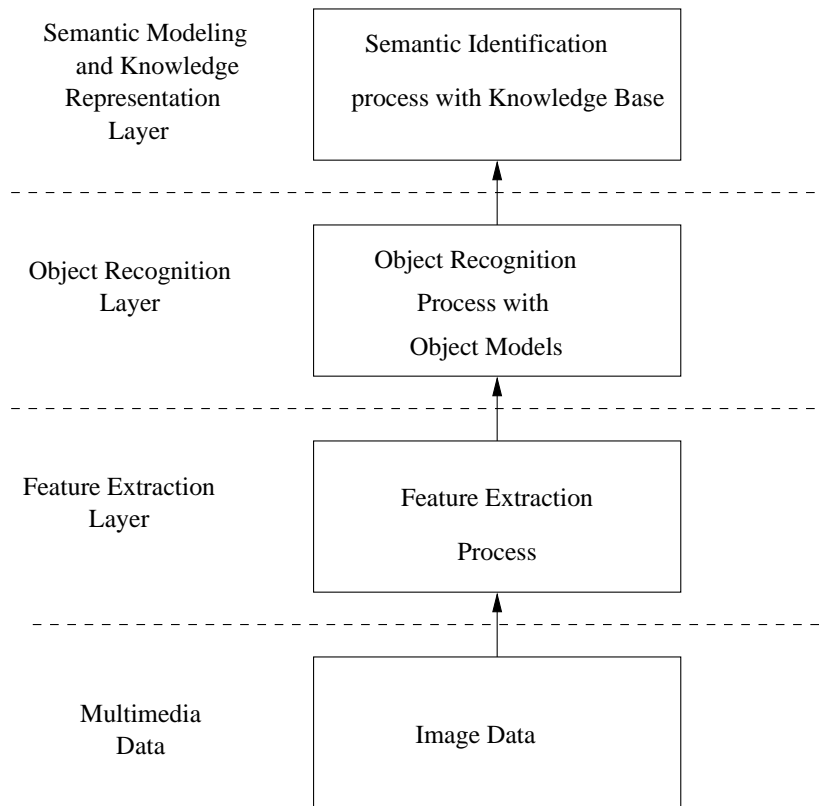 Semantic Modeling
and Knowledge
Representation
Layer
Semantic Identification
process with Knowledge Base
Object Recognition
Layer
Object Recognition
Process with
Object Models
Feature Extraction
Layer
Feature Extraction
Process
Multimedia
Data
Image Data